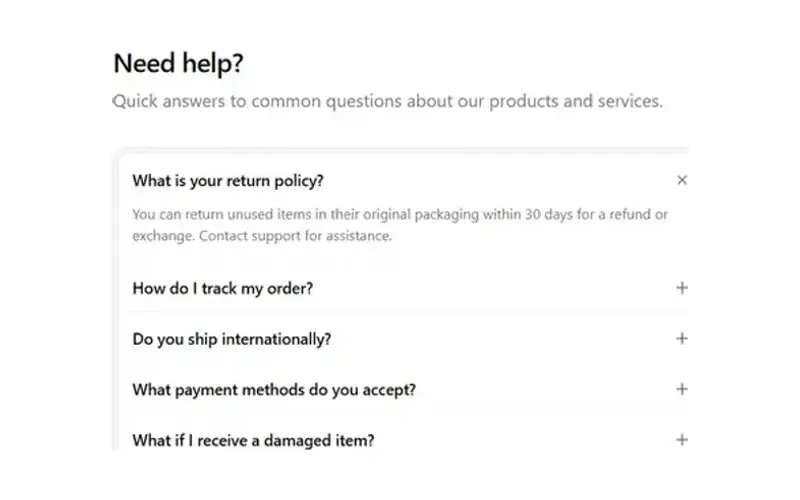 Need help?
Quick answers to common questions about our products and services.
What is your return policy?
You can return unused items in their original packaging within 30 days for a refund or
exchange. Contact support for assistance.
How do I track my order?
Do you ship internationally?
What payment methods do you accept?
What if I receive a damaged item?